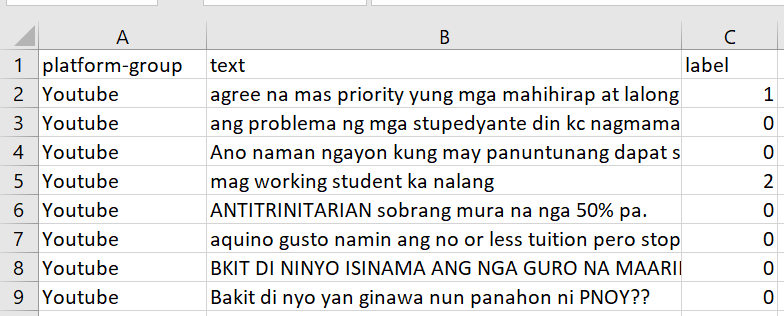 A B C
1 platform-group text label
2 Youtube agree na mas priority yung mga mahihirap at lalong 1
3 Youtube ang problema ng mga stupedyante din kc nagmama 0
4 Youtube Ano naman ngayon kung may panuntunang dapat s 0
5 Youtube mag working student ka nalang 2
6 Youtube ANTITRINITARIAN sobrang mura na nga 50% pa. 0
7 Youtube aquino gusto namin ang no or less tuition pero stop 0
8 Youtube BKIT DI NINYO ISINAMA ANG NGA GURO NA 0
9 Youtube Bakit di nyo yan ginawa nun panahon ni PNOY?? 0